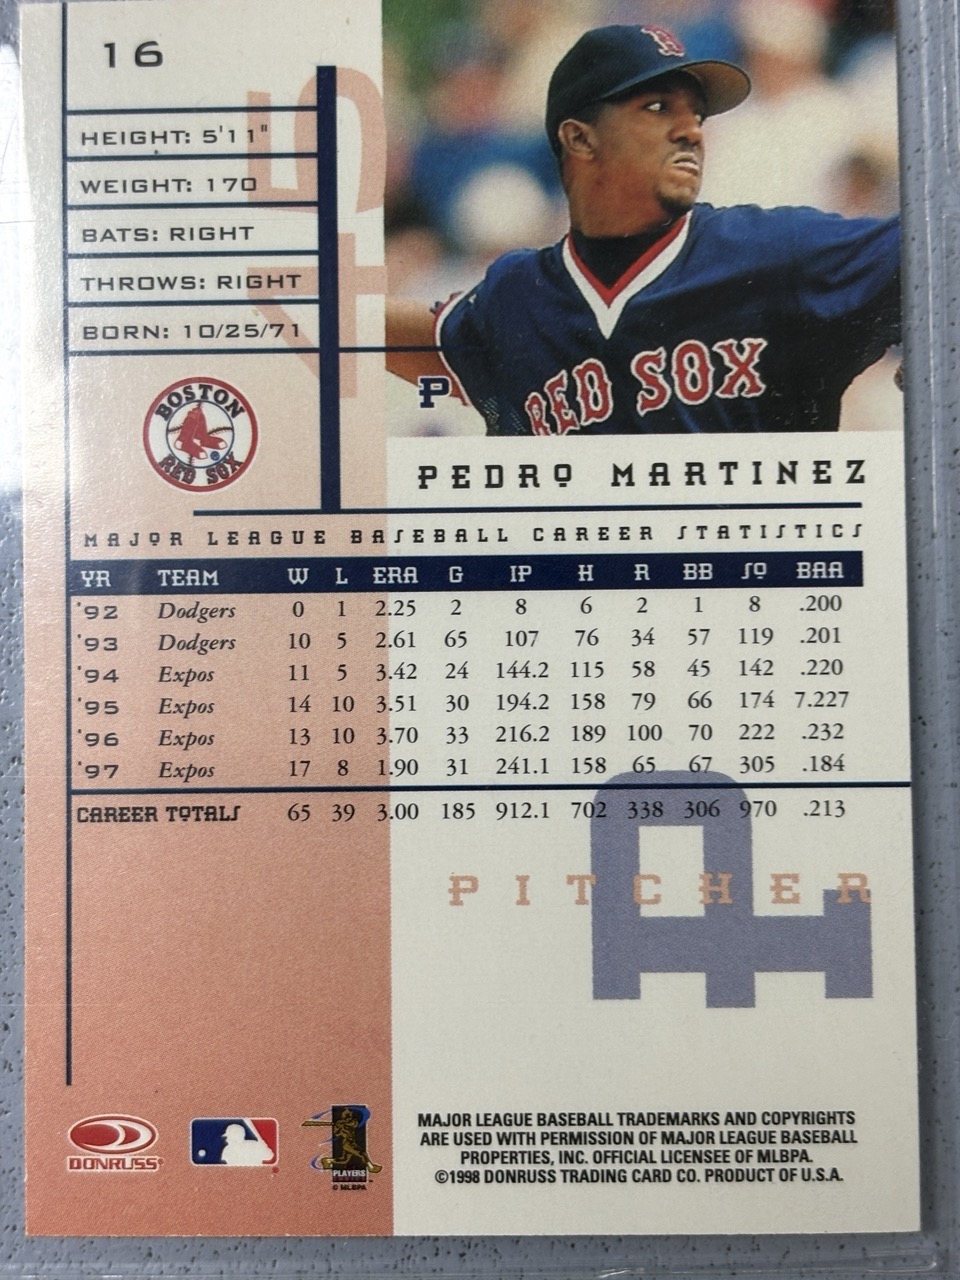 16
HEIGHT: 5'11"
WEIGHT: 170
BATS: RIGHT
THROWS: RIGHT
BORN: 10/25/71
45
B
RED SOX
P
BOSTON
RED SOX
PEDRO MARTINEZ
MAJOR LEAGUE BASEBALL CAREER STATISTICS
YR TEAM W L ERA G IP H R BB SO BAA
'92 Dodgers 0 1 2.25 2 8 6 2 1 8 .200
'93 Dodgers 10 5 2.61 65 107 76 34 57 119 .201
'94 Expos 11 5 3.42 24 144.2 115 58 45 142 .220
'95 Expos 14 10 3.51 30 194.2 158 79 66 174 7.227
'96 Expos 13 10 3.70 33 216.2 189 100 70 222 .232
'97 Expos 17 8 1.90 31 241.1 158 65 67 305 .184
CAREER TOTALS 65 39 3.00 185 912.1 702 338 306 970 .213
PITCHER
DONRUSS®
PLAYERS
© MLBPA
MAJOR LEAGUE BASEBALL TRADEMARKS AND COPYRIGHTS
ARE USED WITH PERMISSION OF MAJOR LEAGUE BASEBALL
PROPERTIES, INC. OFFICIAL LICENSEE OF MLBPA.
©1998 DONRUSS TRADING CARD CO. PRODUCT OF U.S.A.